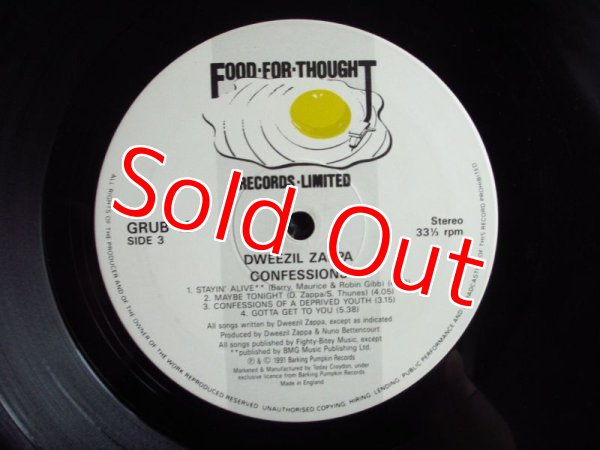 FOOD·FOR·THOUGHT
RECORDS·LIMITED
Sold Out
GRUB
SIDE 3
Stereo
33⅓ rpm
DWEEZIL ZAPPA
CONFESSIONS
1. STAYIN' ALIVE** (Barry, Maurice & Robin Gibb)
2. MAYBE TONIGHT (D. Zappa/S. Thunes) (4.05)
3. CONFESSIONS OF A DEPRIVED YOUTH (3.15)
4. GOTTA GET TO YOU (5.38)
All songs written by Dweezil Zappa, except as indicated
Produced by Dweezil Zappa & Nuno Bettencourt
All songs published by Fighty-Bitey Music, except
**published by BMG Music Publishing Ltd.
℗ & © 1991 Barking Pumpkin Records
Marketed & Manufactured by Today Croydon, under
exclusive licence from Barking Pumpkin Records
Made in England
ALL RIGHTS OF THE PRODUCER AND OF THE OWNER OF THE WORK REPRODUCED RESERVED UNAUTHORISED COPYING, HIRING, LENDING, PUBLIC PERFORMANCE AND BROADCASTING OF THIS RECORD PROHIBITED